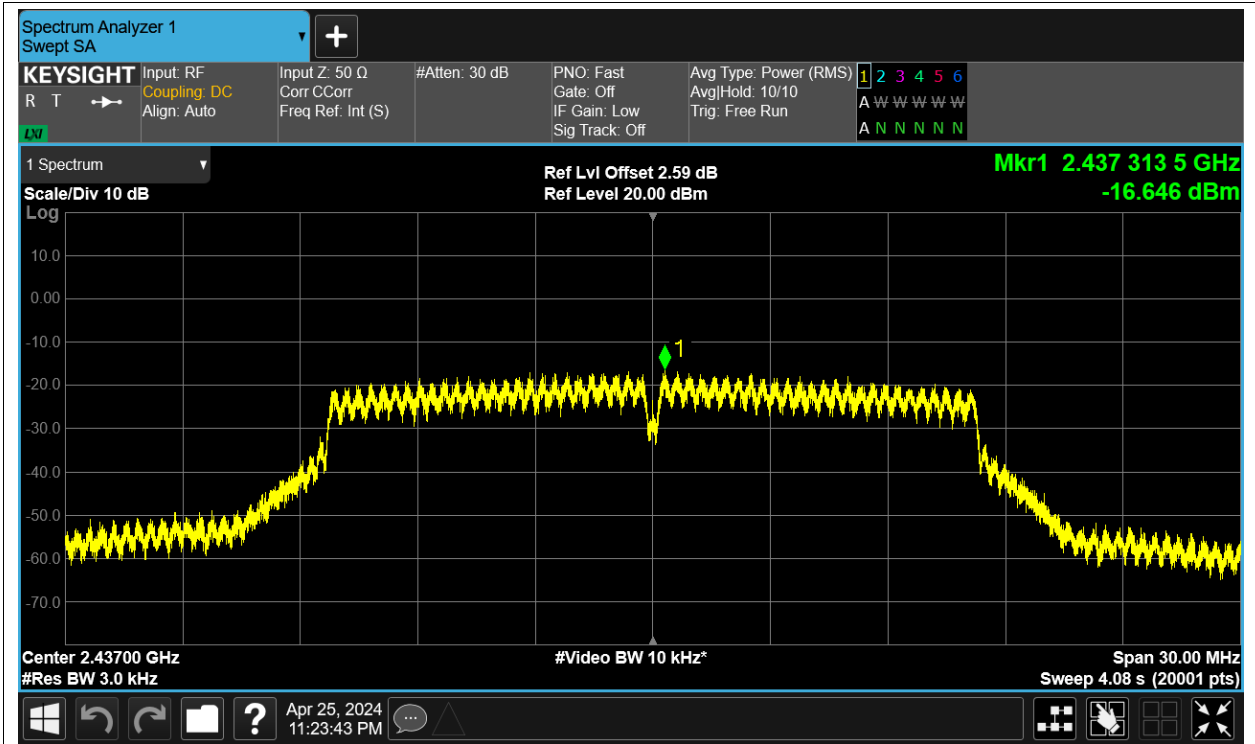 Spectrum Analyzer 1
Swept SA
KEYSIGHT
R T
LXI
Input: RF
Coupling: DC
Align: Auto
Input Z: 50 Ω
Corr CCorr
Freq Ref: Int (S)
#Atten: 30 dB
PNO: Fast
Gate: Off
IF Gain: Low
Sig Track: Off
Avg Type: Power (RMS)
Avg|Hold: 10/10
Trig: Free Run
1 2 3 4 5 6
A W W W W W
A N N N N N
1 Spectrum
Scale/Div 10 dB
Log
Ref Lvl Offset 2.59 dB
Ref Level 20.00 dBm
Mkr1 2.437 313 5 GHz
-16.646 dBm
10.0
0.00
-10.0
1
-20.0
-30.0
-40.0
-50.0
-60.0
-70.0
Center 2.43700 GHz
#Res BW 3.0 kHz
#Video BW 10 kHz*
Span 30.00 MHz
Sweep 4.08 s (20001 pts)
?
Apr 25, 2024
11:23:43 PM